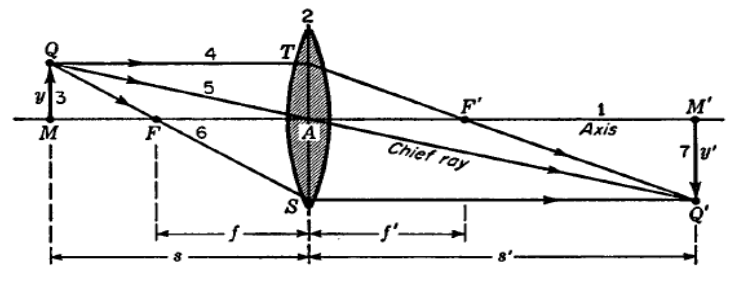 2
Q 4 T
y 3 5 F' 1 M'
M F 6 A Axis 7 y'
Chief ray
S Q'
f f'
s s'